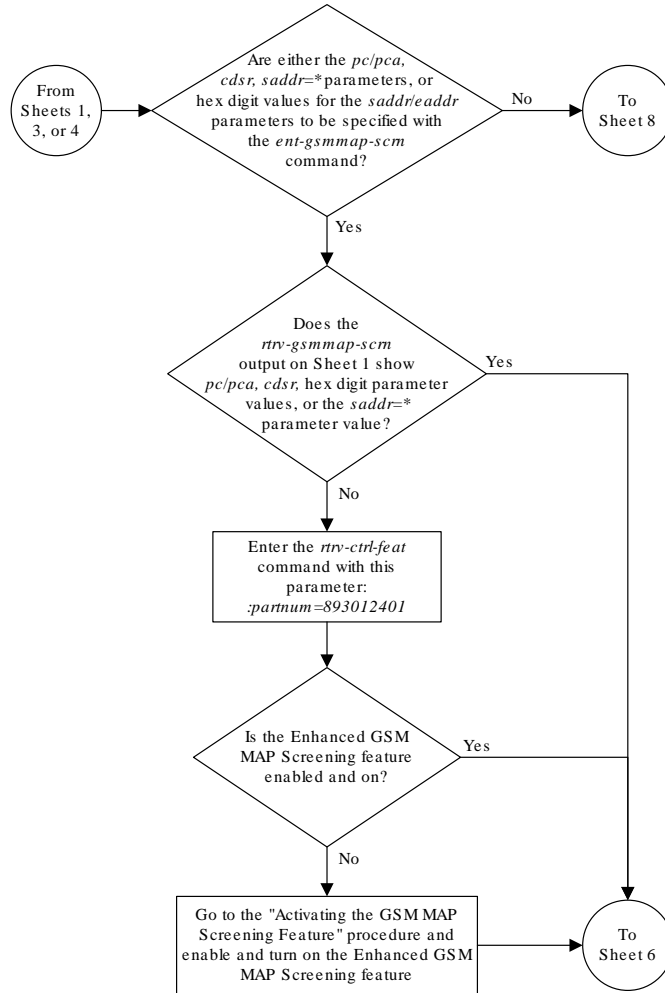 From
Sheets 1,
3, or 4
Are either the pc/pca,
cdsr, saddr=* parameters, or
hex digit values for the saddr/eaddr
parameters to be specified with
the ent-gsmmap-scrn
command?
No
To
Sheet 8
Yes
Does the
rtrv-gsmmap-scrn
output on Sheet 1 show
pc/pca, cdsr, hex digit parameter
values, or the saddr=*
parameter value?
Yes
No
Enter the rtrv-ctrl-feat
command with this
parameter:
:partnum=893012401
Is the Enhanced GSM
MAP Screening feature
enabled and on?
Yes
No
Go to the "Activating the GSM MAP
Screening Feature" procedure and
enable and turn on the Enhanced GSM
MAP Screening feature
To
Sheet 6